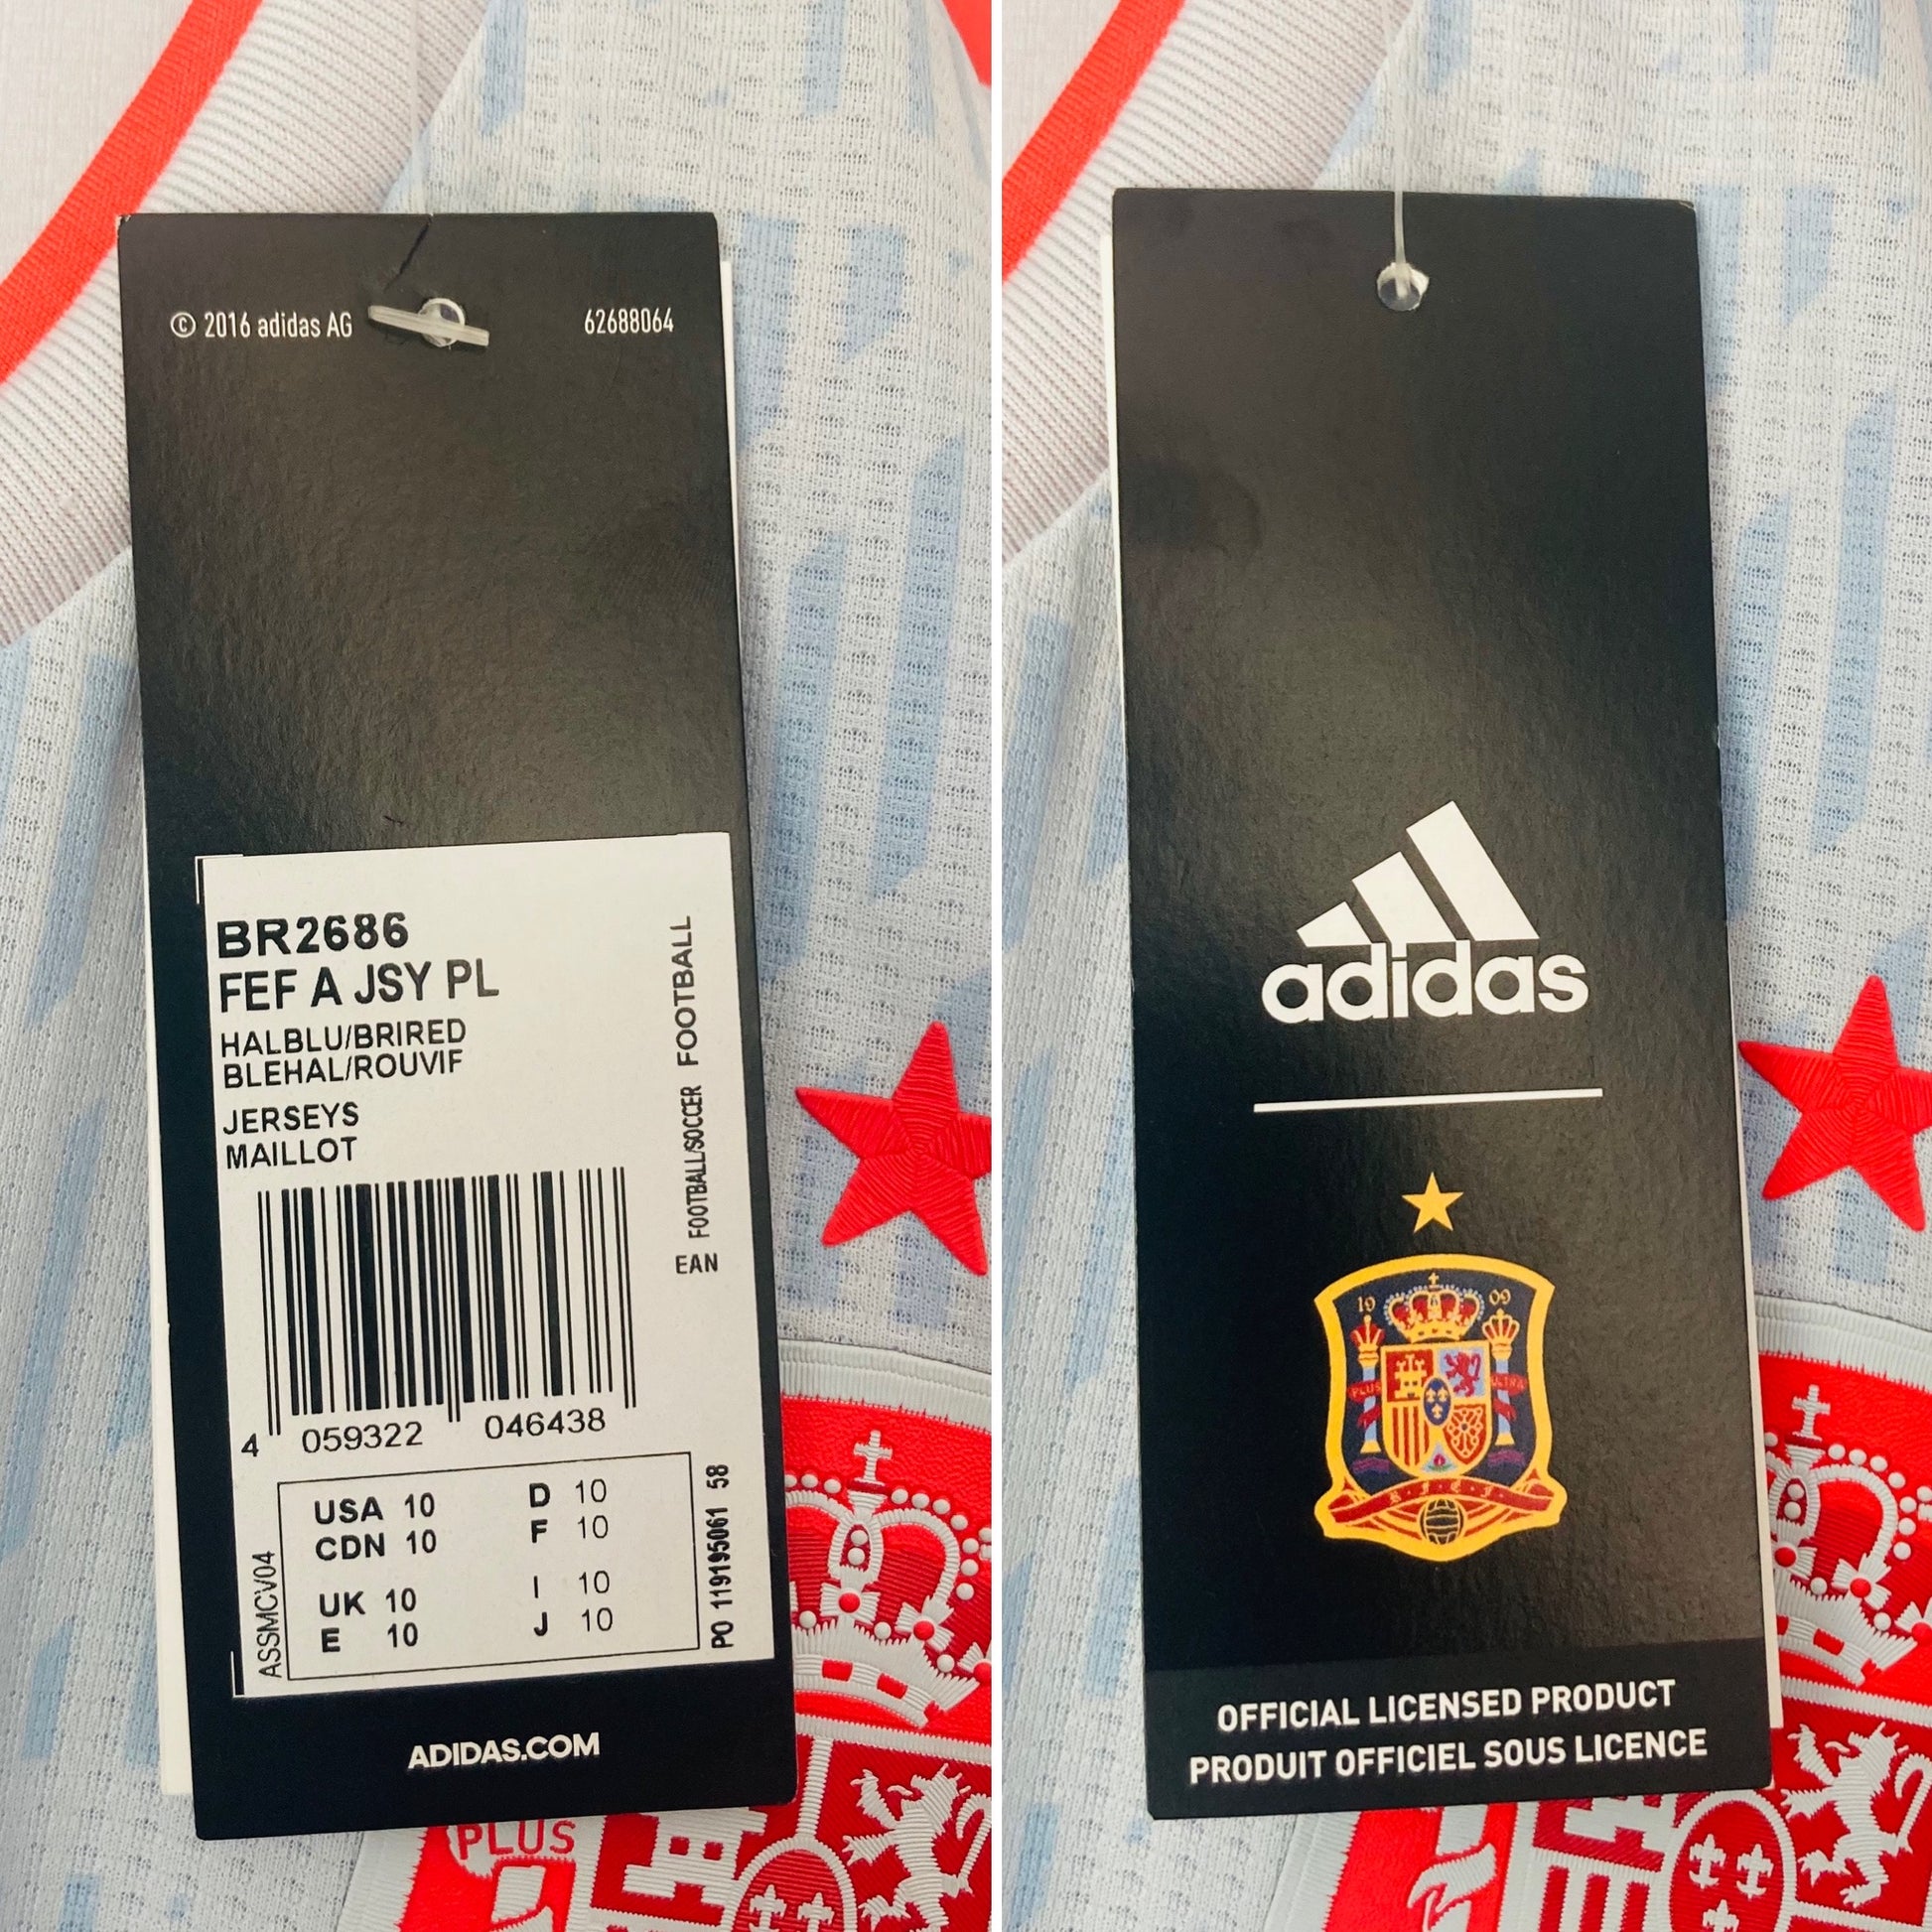 © 2016 adidas AG
62688064
BR2686
FEF A JSY PL
HALBLU/BRIRED
BLEHAL/ROUVIF
JERSEYS
MAILLOT
FOOTBALL/SOCCER FOOTBALL
EAN
4 059322 046438
USA 10 D 10
CDN 10 F 10
UK 10 I 10
E 10 J 10
ASSMCV04
PO 119195061 58
ADIDAS.COM
PLUS
adidas
19 09
PLUS ULTRA
OFFICIAL LICENSED PRODUCT
PRODUIT OFFICIEL SOUS LICENCE